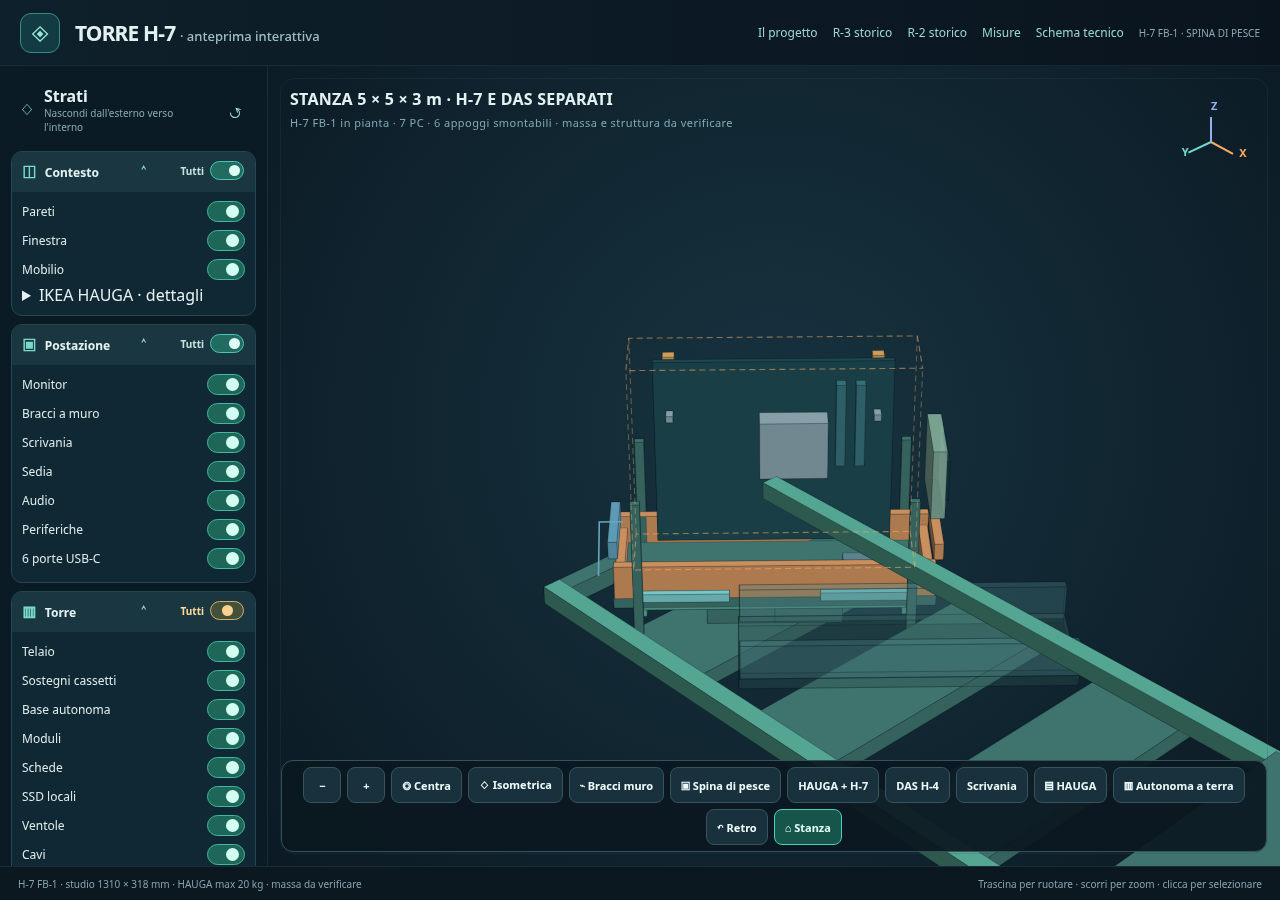 TORRE H-7 · anteprima interattiva
Il progetto R-3 storico R-2 storico Misure Schema tecnico H-7 FB-1 · SPINA DI PESCE
Strati
Nascondi dall'esterno verso
l'interno
Contesto Tutti
Pareti
Finestra
Mobilio
IKEA HAUGA · dettagli
Postazione Tutti
Monitor
Bracci a muro
Scrivania
Sedia
Audio
Periferiche
6 porte USB-C
Torre Tutti
Telaio
Sostegni cassetti
Base autonoma
Moduli
Schede
SSD locali
Ventole
Cavi
STANZA 5 × 5 × 3 m · H-7 E DAS SEPARATI
H-7 FB-1 in pianta · 7 PC · 6 appoggi smontabili · massa e struttura da verificare
Z
Y
X
− + Centra Isometrica Bracci muro Spina di pesce HAUGA + H-7 DAS H-4 Scrivania HAUGA Autonoma a terra
Retro Stanza
H-7 FB-1 · studio 1310 × 318 mm · HAUGA max 20 kg · massa da verificare
Trascina per ruotare · scorri per zoom · clicca per selezionare